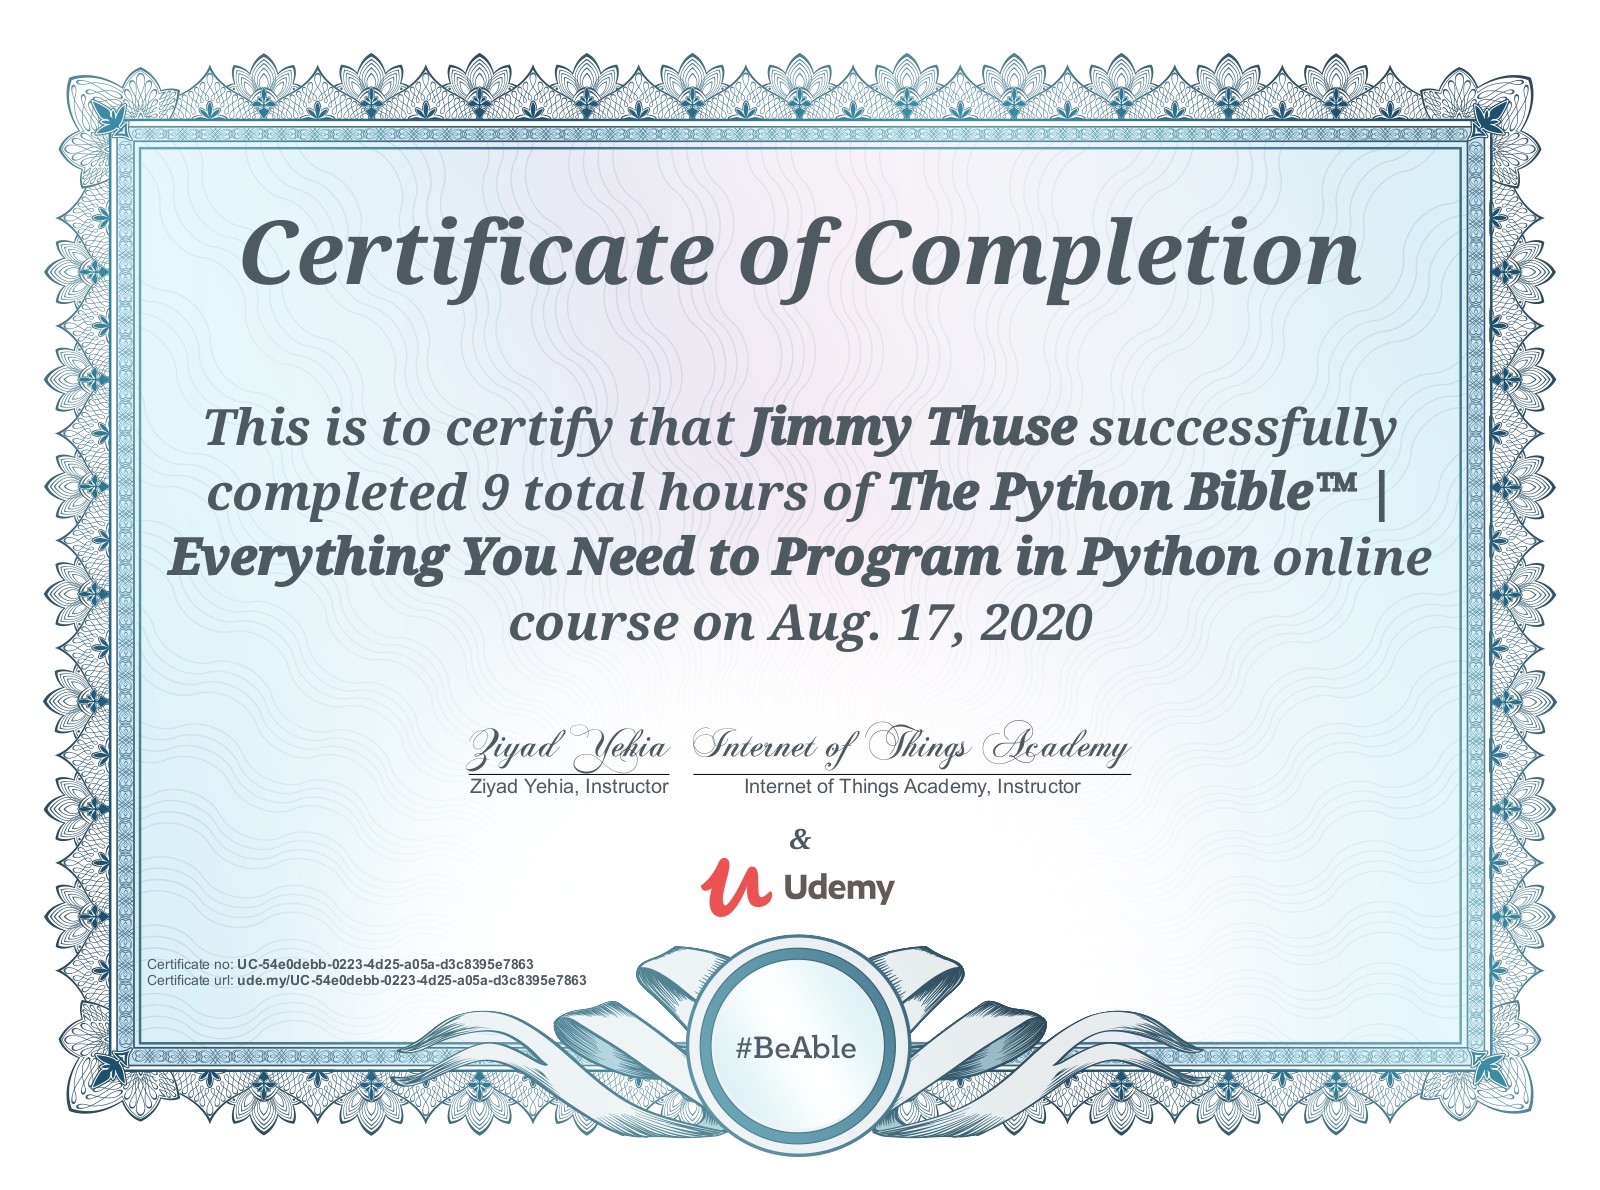 Certificate of Completion
This is to certify that Jimmy Thuse successfully
completed 9 total hours of The Python Bible™ |
Everything You Need to Program in Python online
course on Aug. 17, 2020
Ziyad Yehia Internet of Things Academy
Ziyad Yehia, Instructor Internet of Things Academy, Instructor
&
Udemy
Certificate no: UC-54e0debb-0223-4d25-a05a-d3c8395e7863
Certificate url: ude.my/UC-54e0debb-0223-4d25-a05a-d3c8395e7863
#BeAble